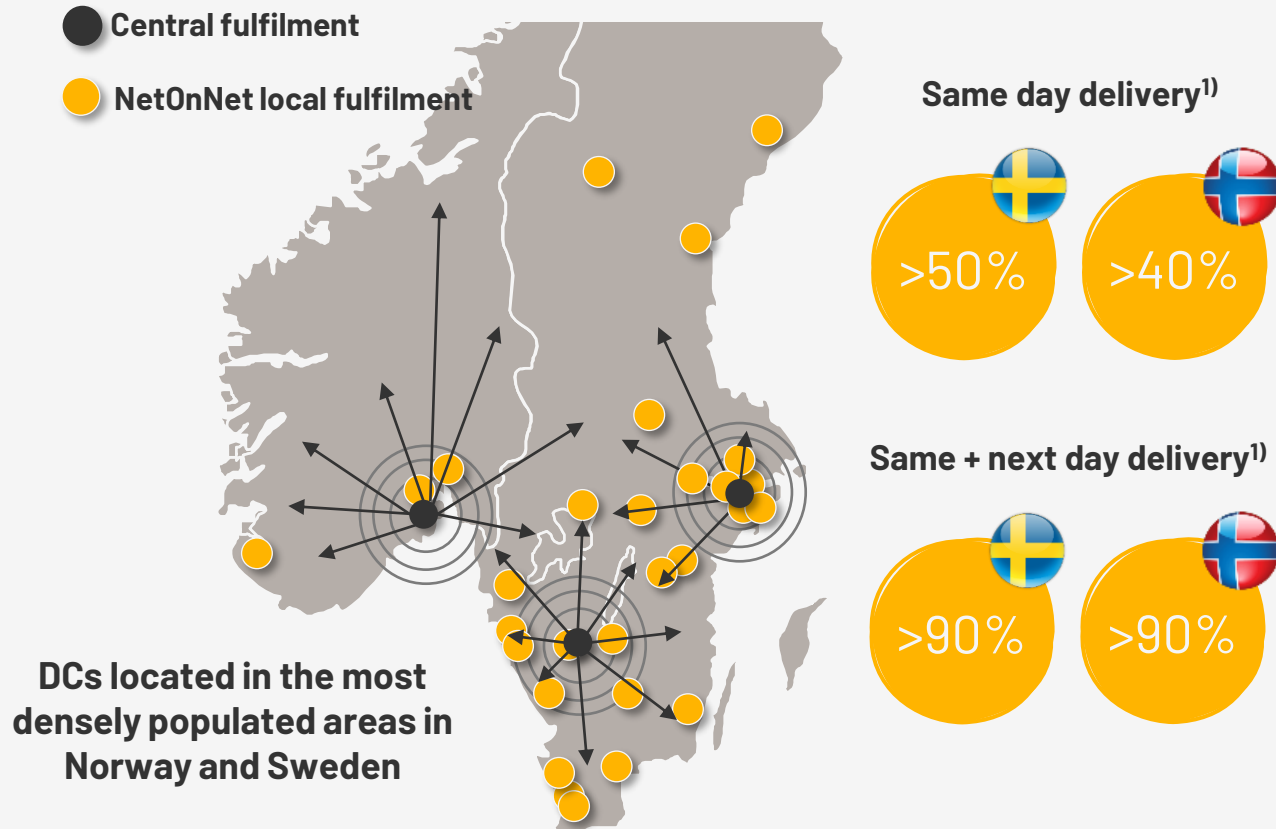 Central fulfilment
NetOnNet local fulfilment
Same day delivery¹⁾
>50%
>40%
Same + next day delivery¹⁾
>90%
>90%
DCs located in the most
densely populated areas in
Norway and Sweden